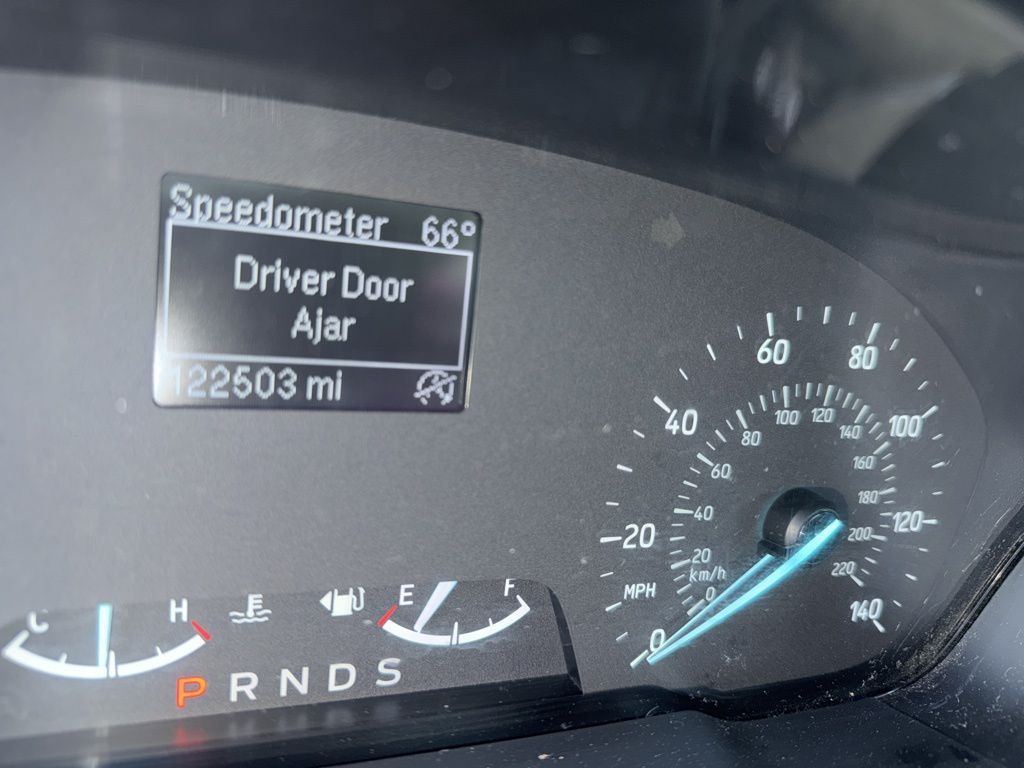 Speedometer 66°
Driver Door
Ajar
122503 mi
60 80
40 100
20 120
MPH 140
0
100 120
80 140
60 160
40 180
20 200
km/h 220
0
C H E F
P R N D S